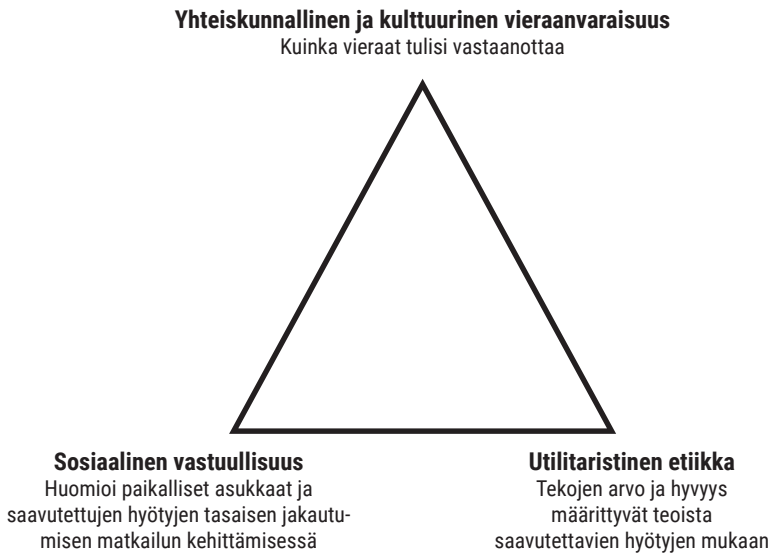 Yhteiskunnallinen ja kulttuurinen vieraanvaraisuus
Kuinka vieraat tulisi vastaanottaa
Sosiaalinen vastuullisuus
Huomioi paikalliset asukkaat ja
saavutettujen hyötyjen tasaisen jakautu-
misen matkailun kehittämisessä
Utilitaristinen etiikka
Tekojen arvo ja hyvyys
määrittyvät teoista
saavutettavien hyötyjen mukaan